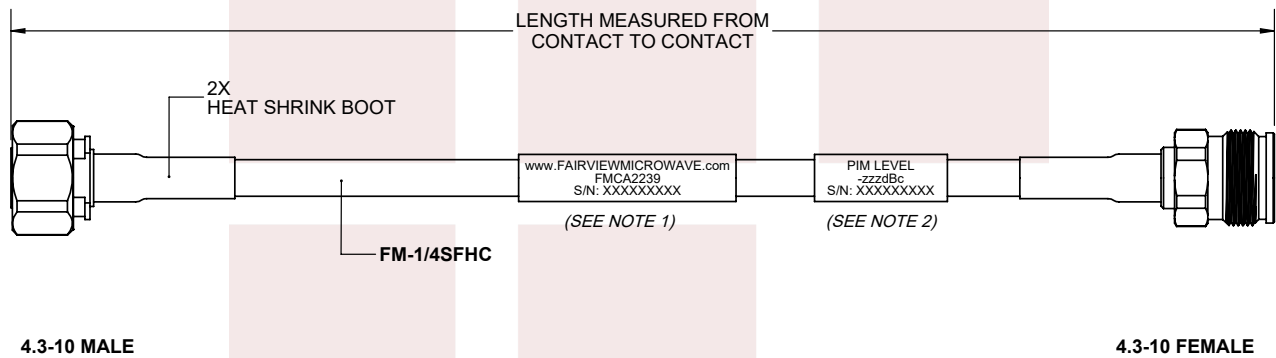 LENGTH MEASURED FROM
CONTACT TO CONTACT
2X
HEAT SHRINK BOOT
www.FAIRVIEWMICROWAVE.com
FMCA2239
S/N: XXXXXXXXX
PIM LEVEL
-zzzdBc
S/N: XXXXXXXXX
(SEE NOTE 1)
(SEE NOTE 2)
FM-1/4SFHC
4.3-10 MALE
4.3-10 FEMALE